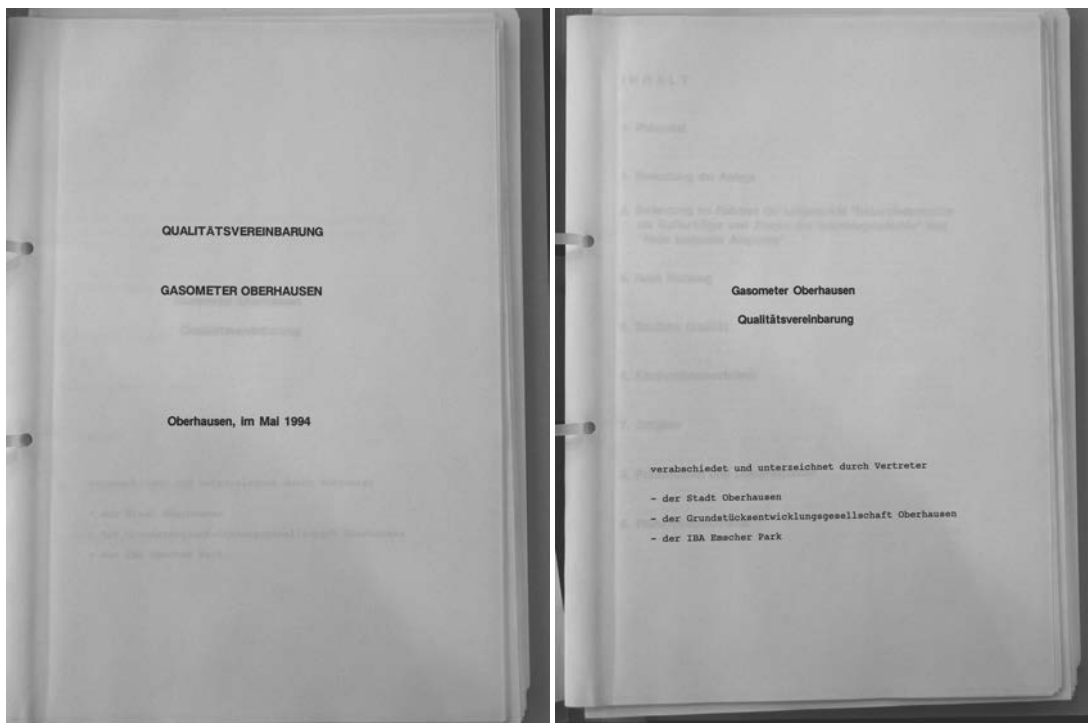 QUALITÄTSVEREINBARUNG
GASOMETER OBERHAUSEN
Oberhausen, im Mai 1994
Gasometer Oberhausen
Qualitätsvereinbarung
verabschiedet und unterzeichnet durch Vertreter
- der Stadt Oberhausen
- der Grundstücksentwicklungsgesellschaft Oberhausen
- der IBA Emscher Park